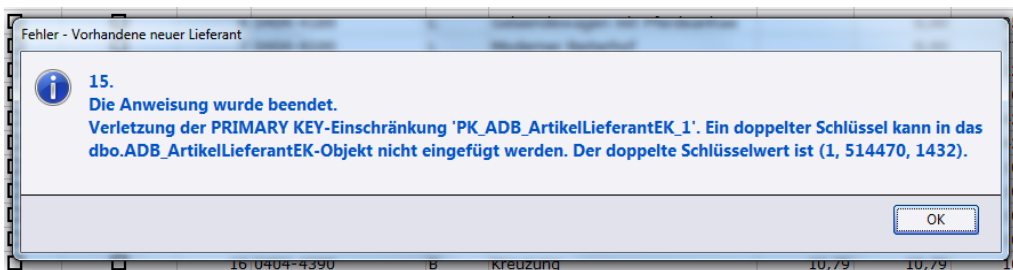 Fehler - Vorhandene neuer Lieferant
15.
Die Anweisung wurde beendet.
Verletzung der PRIMARY KEY-Einschränkung 'PK_ADB_ArtikelLieferantEK_1'. Ein doppelter Schlüssel kann in das
dbo.ADB_ArtikelLieferantEK-Objekt nicht eingefügt werden. Der doppelte Schlüsselwert ist (1, 514470, 1432).
OK
16 0404-4390 B Kreuzung 10,79 10,79